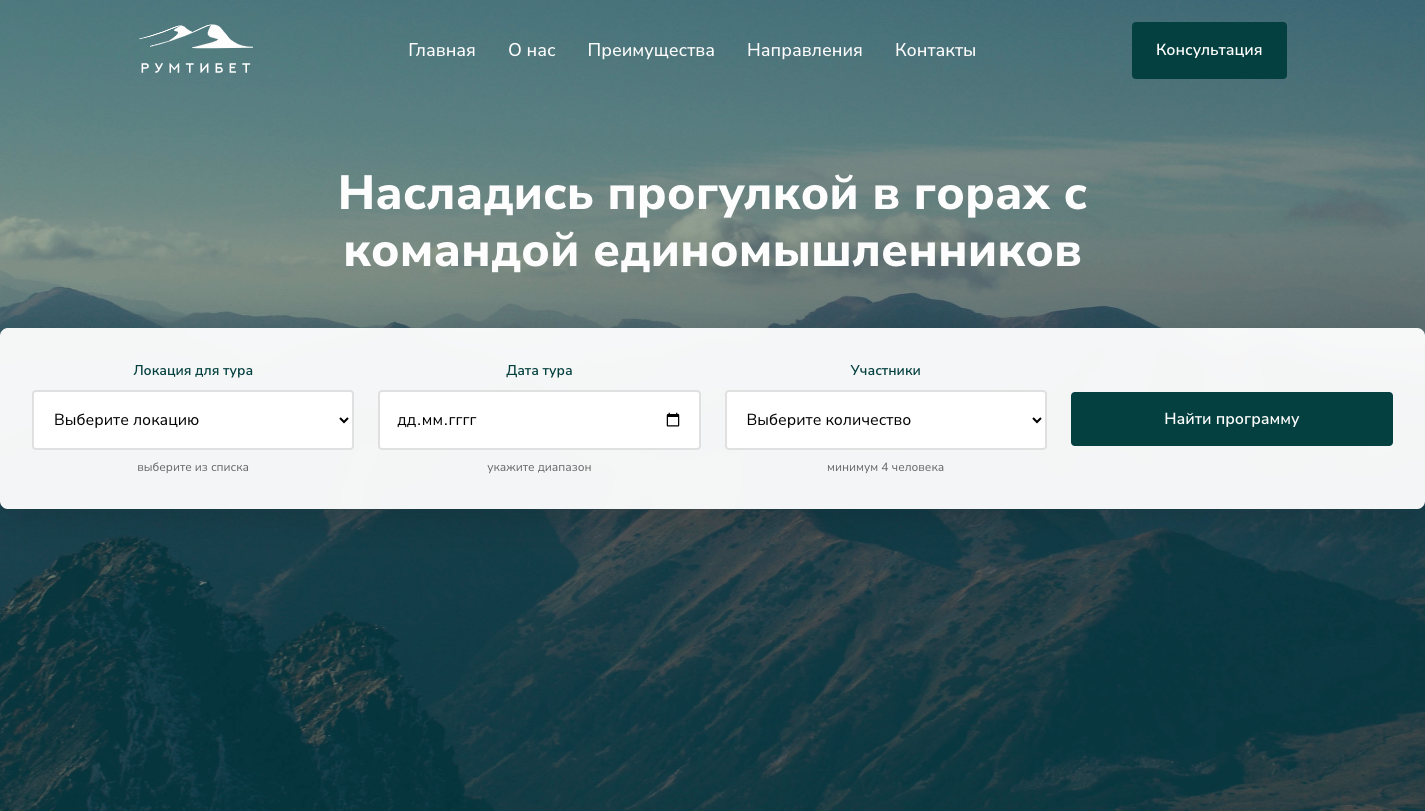 РУМТИБЕТ
Главная
О нас
Преимущества
Направления
Контакты
Консультация
Насладись прогулкой в горах с
командой единомышленников
Локация для тура
Выберите локацию
выберите из списка
Дата тура
дд.мм.гггг
укажите диапазон
Участники
Выберите количество
минимум 4 человека
Найти программу